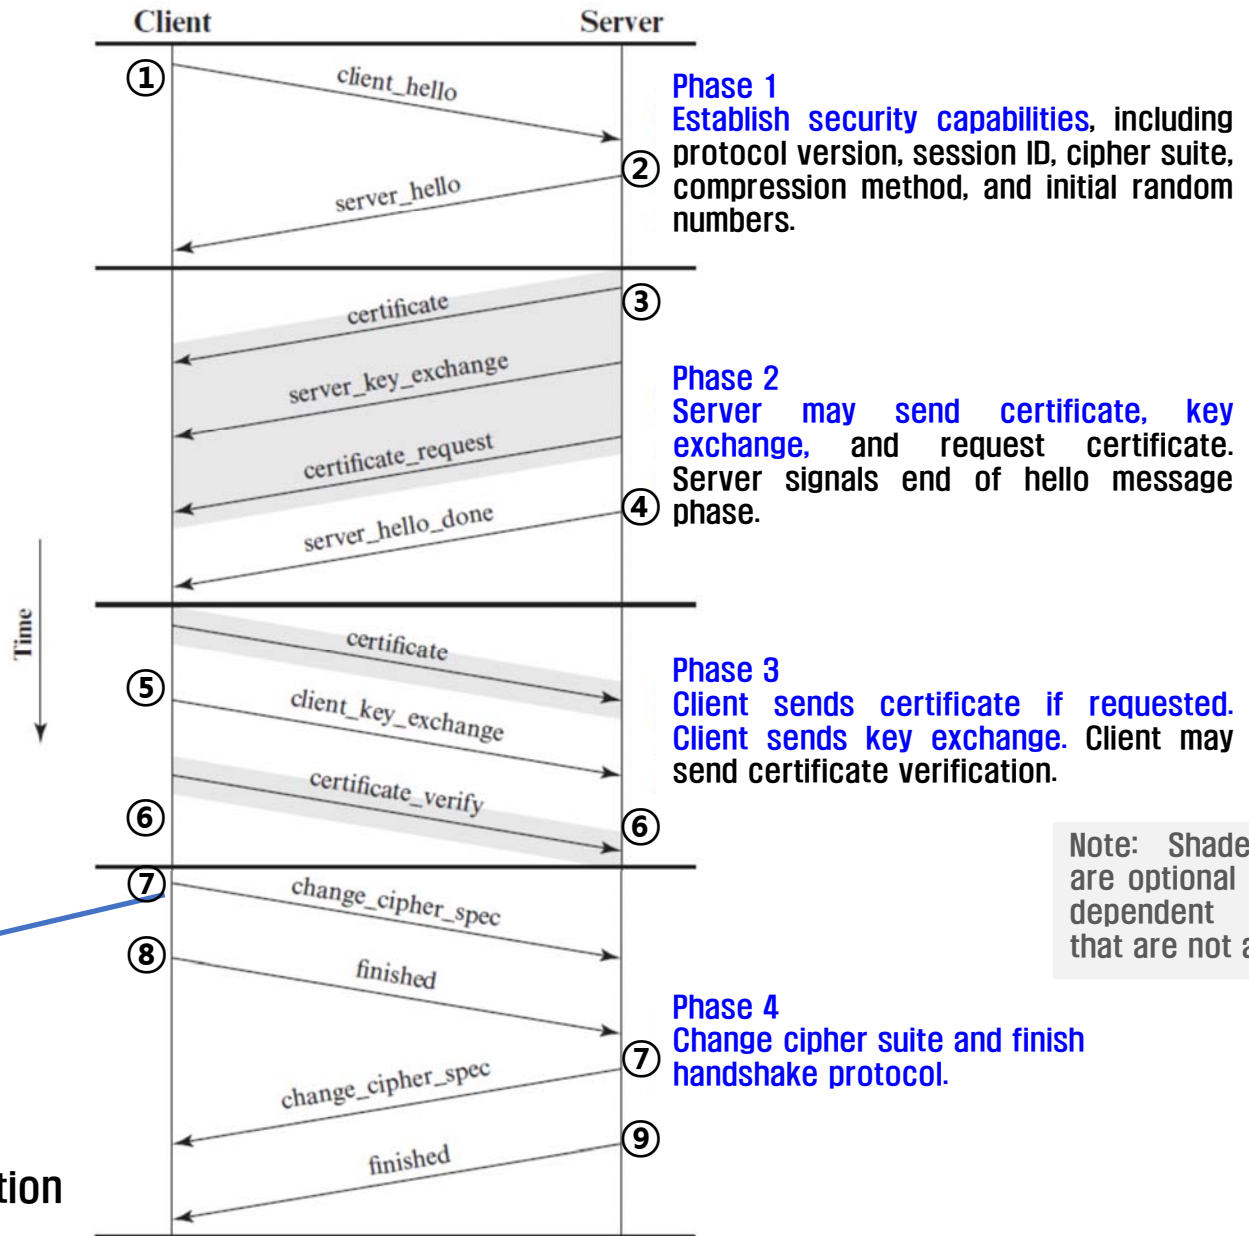 Client
Server
①
client_hello
Phase 1
Establish security capabilities, including
protocol version, session ID, cipher suite,
compression method, and initial random
numbers.
②
server_hello
③
certificate
server_key_exchange
certificate_request
Phase 2
Server may send certificate, key
exchange, and request certificate.
Server signals end of hello message
phase.
④
server_hello_done
Time
certificate
⑤
client_key_exchange
Phase 3
Client sends certificate if requested.
Client sends key exchange. Client may
send certificate verification.
certificate_verify
⑥
⑥
Note: Shade
are optional
dependent
that are not a
⑦
change_cipher_spec
⑧
finished
Phase 4
Change cipher suite and finish
handshake protocol.
⑦
change_cipher_spec
⑨
finished
tion